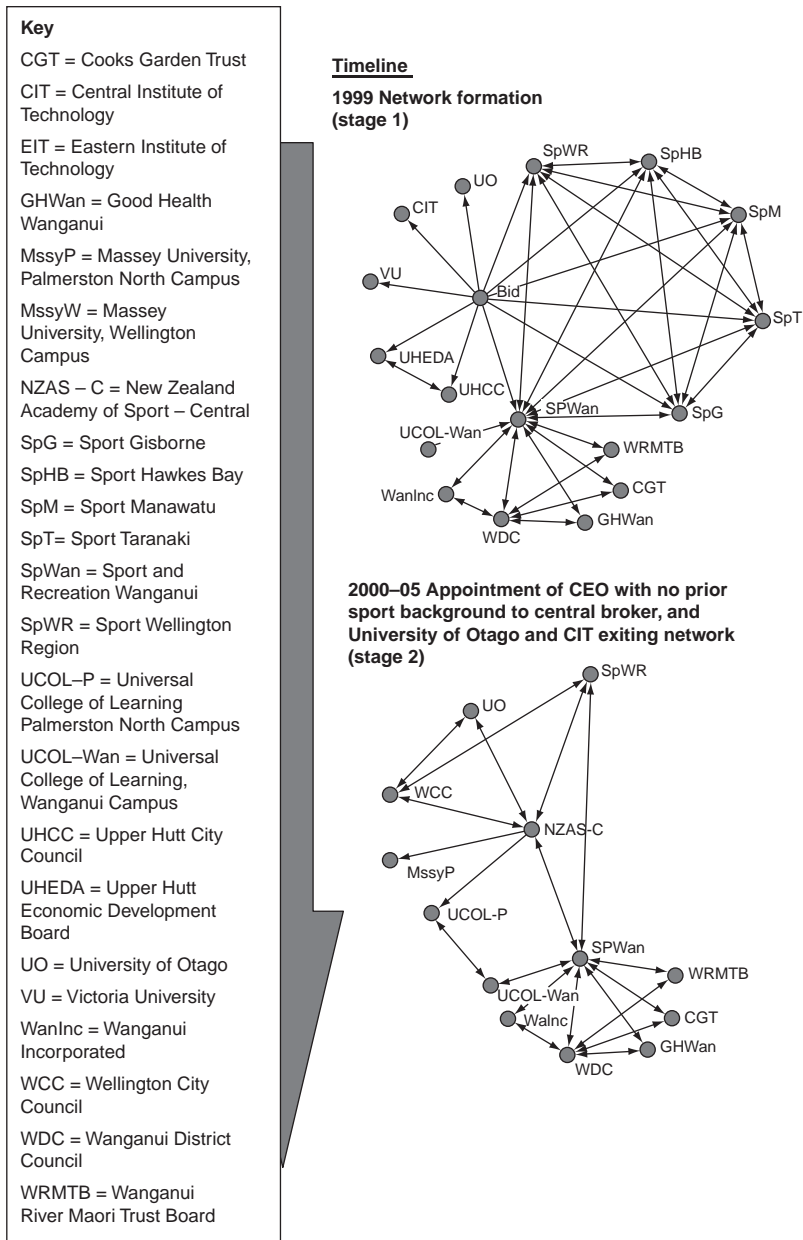 Key
CGT = Cooks Garden Trust
CIT = Central Institute of
Technology
EIT = Eastern Institute of
Technology
GHWan = Good Health
Wanganui
MssyP = Massey University,
Palmerston North Campus
MssyW = Massey
University, Wellington
Campus
NZAS – C = New Zealand
Academy of Sport – Central
SpG = Sport Gisborne
SpHB = Sport Hawkes Bay
SpM = Sport Manawatu
SpT= Sport Taranaki
SpWan = Sport and
Recreation Wanganui
SpWR = Sport Wellington
Region
UCOL–P = Universal
College of Learning
Palmerston North Campus
UCOL–Wan = Universal
College of Learning,
Wanganui Campus
UHCC = Upper Hutt City
Council
UHEDA = Upper Hutt
Economic Development
Board
UO = University of Otago
VU = Victoria University
WanInc = Wanganui
Incorporated
WCC = Wellington City
Council
WDC = Wanganui District
Council
WRMTB = Wanganui
River Maori Trust Board
Timeline
1999 Network formation
(stage 1)
SpWR
SpHB
UO
CIT
SpM
VU
Bid
SpT
UHEDA
UHCC
SPWan
SpG
UCOL-Wan
WRMTB
WanInc
CGT
GHWan
WDC
2000–05 Appointment of CEO with no prior
sport background to central broker, and
University of Otago and CIT exiting network
(stage 2)
SpWR
UO
WCC
NZAS-C
MssyP
UCOL-P
SPWan
WRMTB
UCOL-Wan
WaInc
CGT
GHWan
WDC